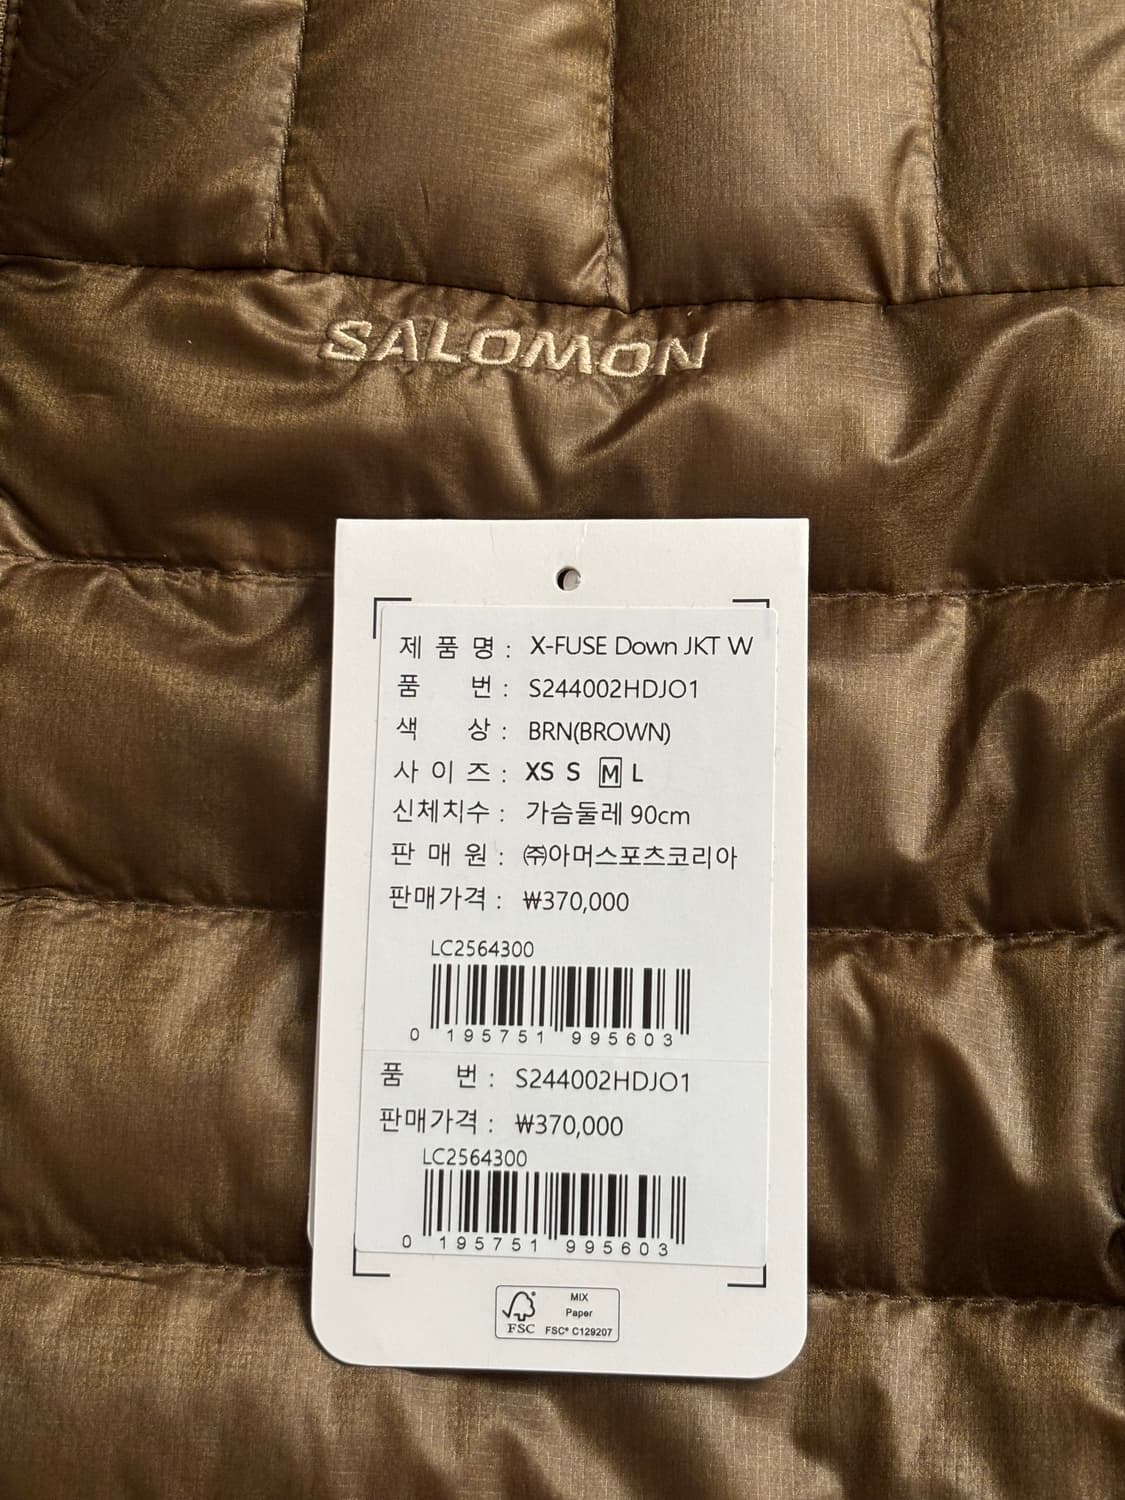 SALOMON
제 품 명 : X-FUSE Down JKT W
품 번 : S244002HDJO1
색 상 : BRN(BROWN)
사 이 즈 : XS S M L
신체치수 : 가슴둘레 90cm
판 매 원 : ㈜아머스포츠코리아
판매가격 : ₩370,000
LC2564300
0 195751 995603
품 번 : S244002HDJO1
판매가격 : ₩370,000
LC2564300
0 195751 995603
MIX
Paper
FSC FSC® C129207